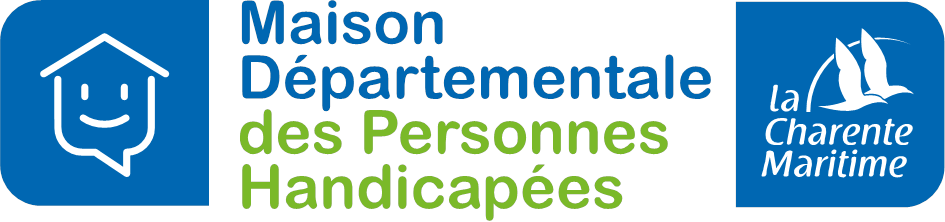 Maison
Départementale
des Personnes
Handicapées
la
Charente
Maritime